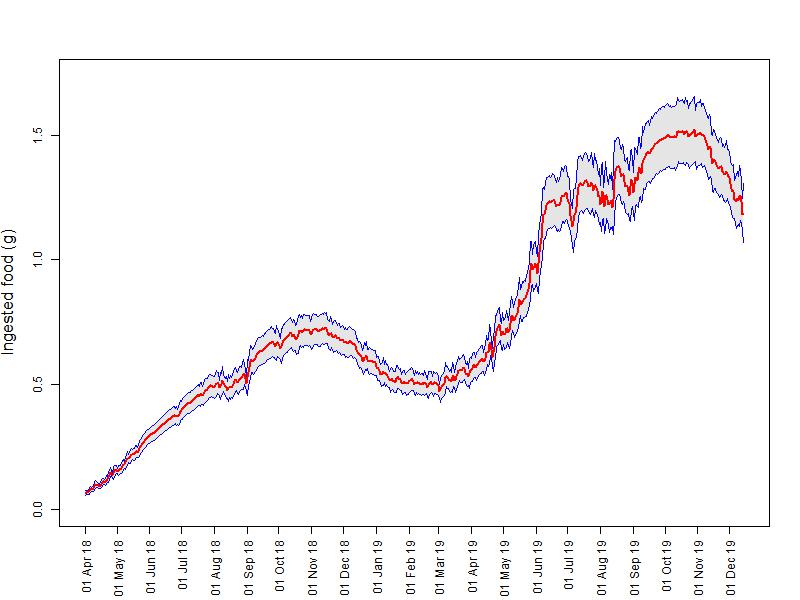 Ingested food (g)
1.5
1.0
0.5
0.0
01 Apr 18
01 May 18
01 Jun 18
01 Jul 18
01 Aug 18
01 Sep 18
01 Oct 18
01 Nov 18
01 Dec 18
01 Jan 19
01 Feb 19
01 Mar 19
01 Apr 19
01 May 19
01 Jun 19
01 Jul 19
01 Aug 19
01 Sep 19
01 Oct 19
01 Nov 19
01 Dec 19